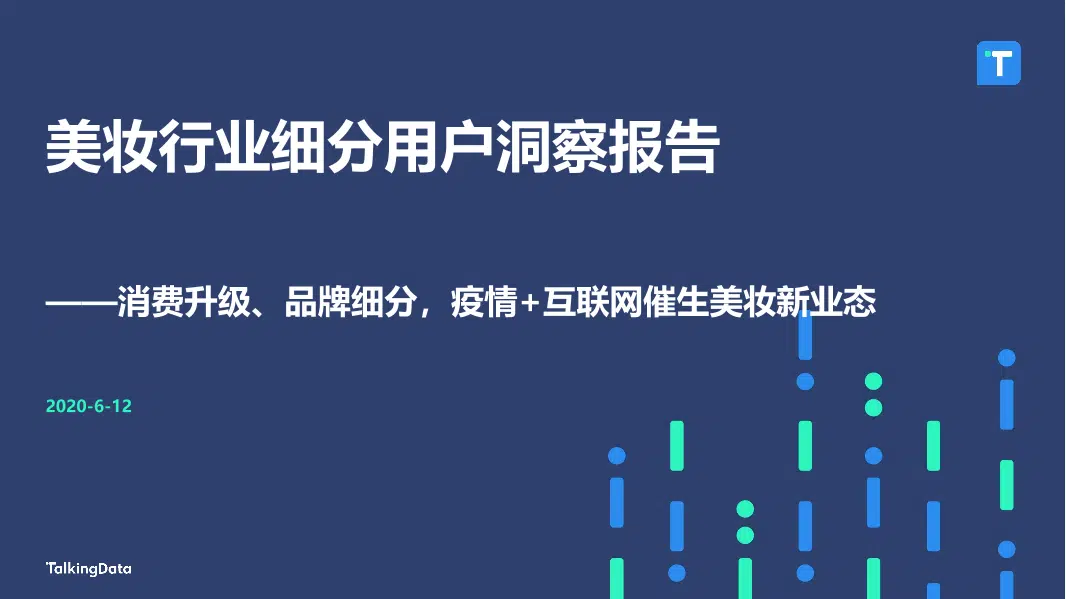 T
美妆行业细分用户洞察报告
——消费升级、品牌细分，疫情+互联网催生美妆新业态
2020-6-12
TalkingData